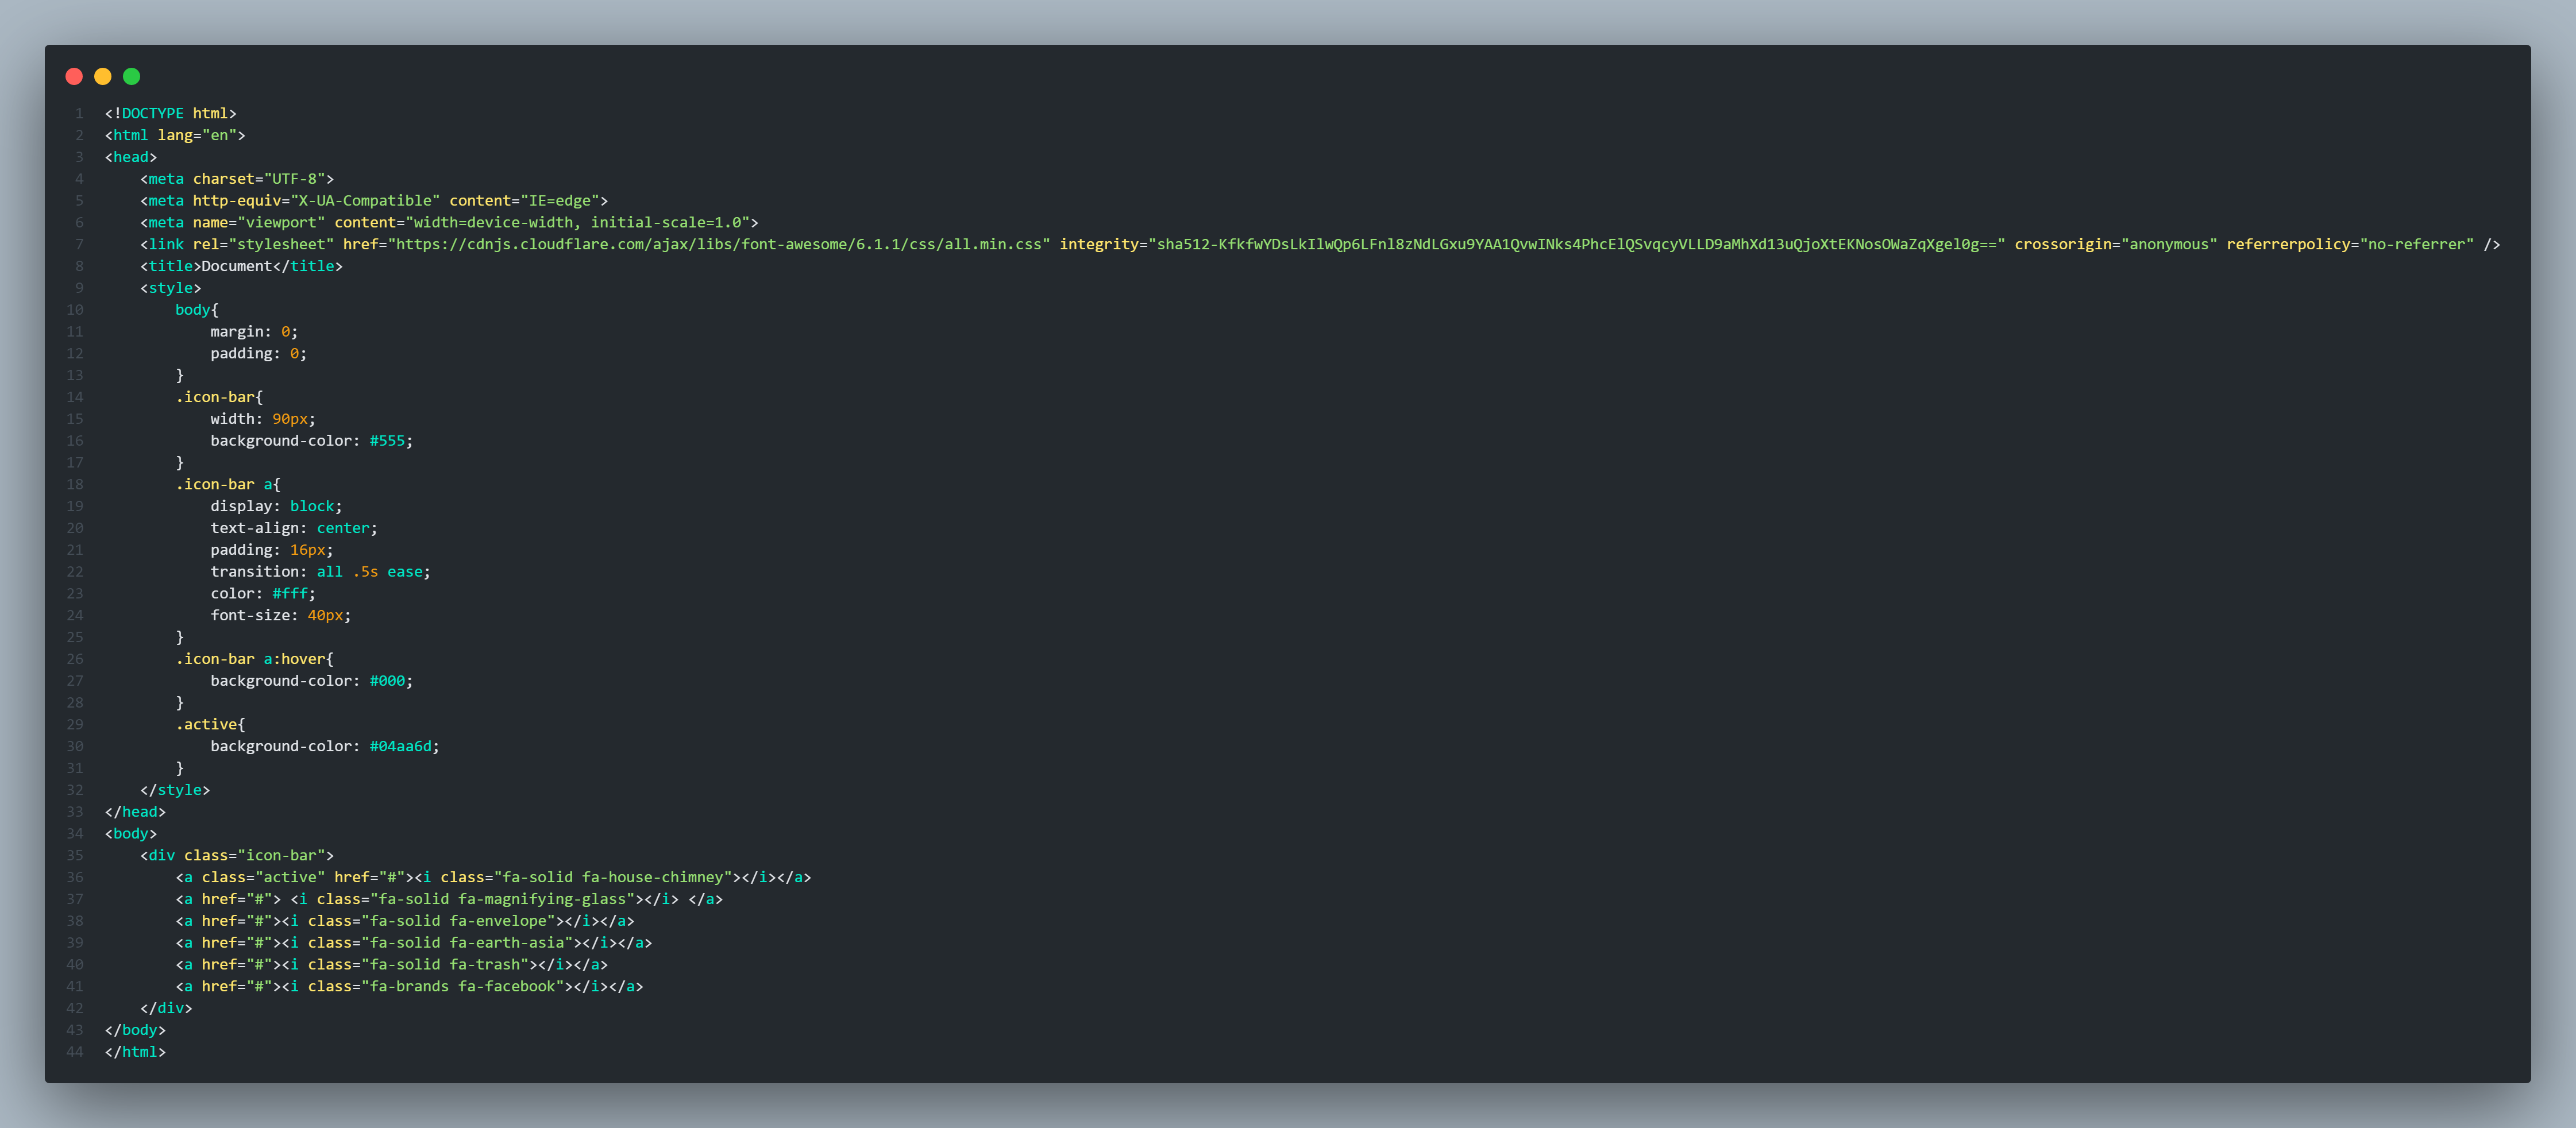 1 <!DOCTYPE html>
2 <html lang="en">
3 <head>
4     <meta charset="UTF-8">
5     <meta http-equiv="X-UA-Compatible" content="IE=edge">
6     <meta name="viewport" content="width=device-width, initial-scale=1.0">
7     <link rel="stylesheet" href="https://cdnjs.cloudflare.com/ajax/libs/font-awesome/6.1.1/css/all.min.css" integrity="sha512-KfkfwYDsLkIlwQp6LFnl8zNdLGxu9YAA1QvwINks4PhcElQSvqcyVLLD9aMhXd13uQjoXtEKNosOWaZqXgel0g==" crossorigin="anonymous" referrerpolicy="no-referrer" />
8     <title>Document</title>
9     <style>
10         body{
11             margin: 0;
12             padding: 0;
13         }
14         .icon-bar{
15             width: 90px;
16             background-color: #555;
17         }
18         .icon-bar a{
19             display: block;
20             text-align: center;
21             padding: 16px;
22             transition: all .5s ease;
23             color: #fff;
24             font-size: 40px;
25         }
26         .icon-bar a:hover{
27             background-color: #000;
28         }
29         .active{
30             background-color: #04aa6d;
31         }
32     </style>
33 </head>
34 <body>
35     <div class="icon-bar">
36         <a class="active" href="#"><i class="fa-solid fa-house-chimney"></i></a>
37         <a href="#"> <i class="fa-solid fa-magnifying-glass"></i> </a>
38         <a href="#"><i class="fa-solid fa-envelope"></i></a>
39         <a href="#"><i class="fa-solid fa-earth-asia"></i></a>
40         <a href="#"><i class="fa-solid fa-trash"></i></a>
41         <a href="#"><i class="fa-brands fa-facebook"></i></a>
42     </div>
43 </body>
44 </html>